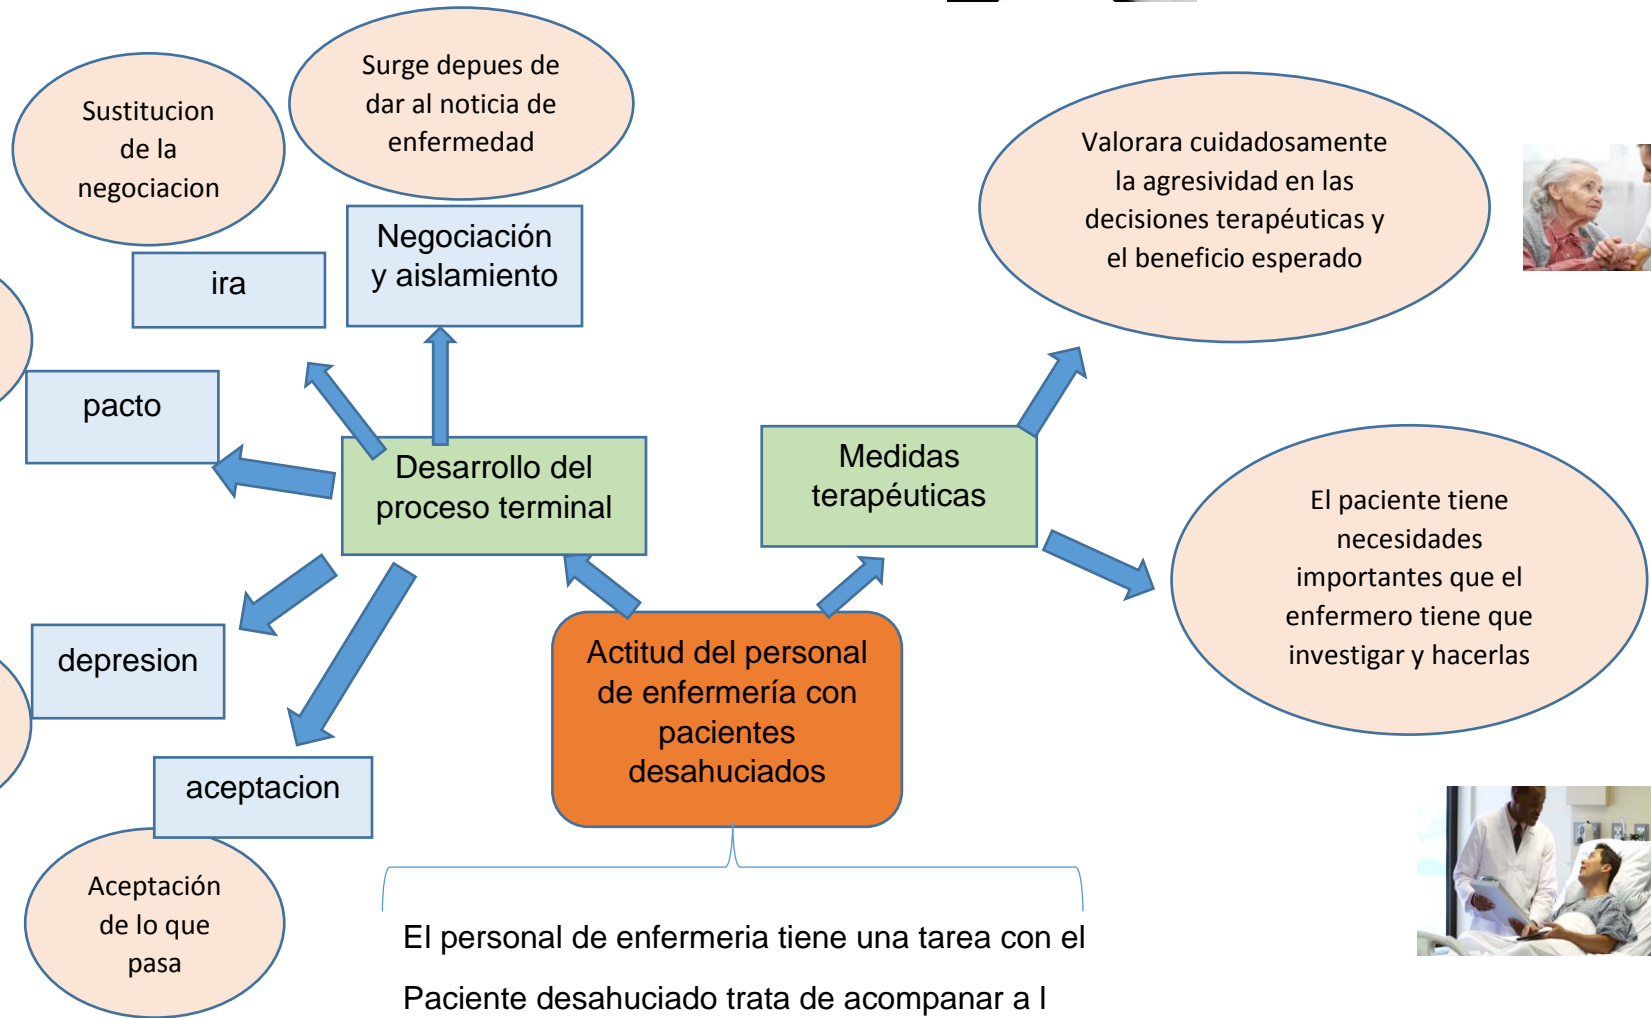 Surge depues de
dar al noticia de
enfermedad
Sustitucion
de la
negociacion
Negociación
y aislamiento
ira
pacto
Desarrollo del
proceso terminal
depresion
aceptacion
Aceptación
de lo que
pasa
Valorara cuidadosamente
la agresividad en las
decisiones terapéuticas y
el beneficio esperado
Medidas
terapéuticas
El paciente tiene
necesidades
importantes que el
enfermero tiene que
investigar y hacerlas
Actitud del personal
de enfermería con
pacientes
desahuciados
El personal de enfermeria tiene una tarea con el
Paciente desahuciado trata de acompanar a l